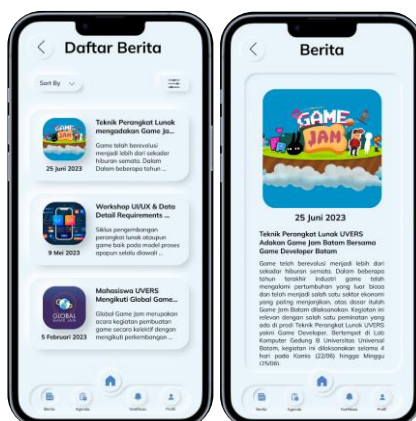 Daftar Berita
Sort By
GAME
JAM
25 Juni 2023
Teknik Perangkat Lunak
mengadakan Game Ja...
Game telah berevolusi
menjadi lebih dari sekadar
hiburan semata. Dalam
Dalam beberapa tahun ...
9 Mei 2023
Workshop UI/UX & Data
Detail Requirements ...
Siklus pengembangan
perangkat lunak ataupun
game baik pada model proses
apapun selalu diawali ...
GLOBAL
GAME JAM
5 Februari 2023
Mahasiswa UVERS
Mengikuti Global Game...
Global Game Jam merupakan
acara kegiatan pembuatan
game secara kolektif dengan
mengikuti perkembangan ...
Berita
Agenda
Notifikasi
Profil
Berita
GAME
JAM
25 Juni 2023
Teknik Perangkat Lunak UVERS
Adakan Game Jam Batam Bersama
Game Developer Batam
Game telah berevolusi menjadi lebih dari
sekadar hiburan semata. Dalam beberapa
tahun terakhir industri game telah
mengalami pertumbuhan yang luar biasa
dan telah menjadi salah satu sektor ekonomi
yang paling menjanjikan, atas dasar itulah
Game Jam Batam dilaksanakan. Kegiatan ini
relevan dengan salah satu peminatan yang
ada di prodi Teknik Perangkat Lunak UVERS
yakni Game Developer. Bertempat di Lab
Komputer Gedung B Universitas Universal
Batam, kegiatan ini dilaksanakan selama 4
hari pada Kamis (22/06) hingga Minggu
(25/06).
Berita
Agenda
Notifikasi
Profil